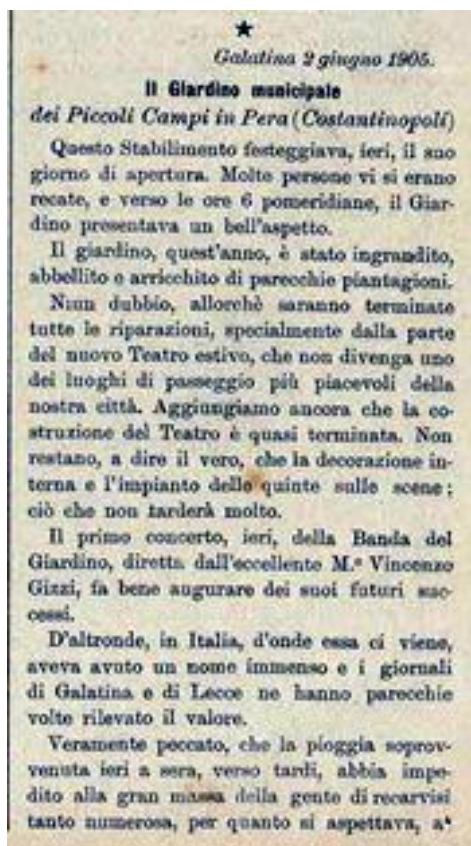 ★
Galatina 2 giugno 1905.
Il Giardino municipale
dei Piccoli Campi in Pera (Costantinopoli)
Questo Stabilimento festeggiava, ieri, il suo
giorno di apertura. Molte persone vi si erano
recate, e verso le ore 6 pomeridiane, il Giar-
dino presentava un bell'aspetto.
Il giardino, quest'anno, è stato ingrandito,
abbellito e arricchito di parecchie piantagioni.
Niun dubbio, allorchè saranno terminate
tutte le riparazioni, specialmente dalla parte
del nuovo Teatro estivo, che non divenga uno
dei luoghi di passeggio più piacevoli della
nostra città. Aggiungiamo ancora che la co-
struzione del Teatro è quasi terminata. Non
restano, a dire il vero, che la decorazione in-
terna e l'impianto delle quinte sulle scene;
ciò che non tarderà molto.
Il primo concerto, ieri, della Banda del
Giardino, diretta dall'eccellente M.º Vincenzo
Gizzi, fa bene augurare dei suoi futuri suc-
cessi.
D'altronde, in Italia, d'onde essa ci viene,
aveva avuto un nome immenso e i giornali
di Galatina e di Lecce ne hanno parecchie
volte rilevato il valore.
Veramente peccato, che la pioggia soprov-
venuta ieri a sera, verso tardi, abbia impe-
dito alla gran massa della gente di recarvisi
tanto numerosa, per quanto si aspettava, a